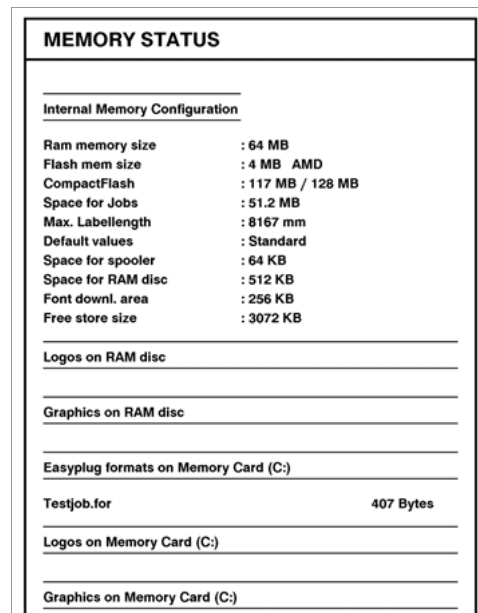 MEMORY STATUS
Internal Memory Configuration
Ram memory size : 64 MB
Flash mem size : 4 MB AMD
CompactFlash : 117 MB / 128 MB
Space for Jobs : 51.2 MB
Max. Labellength : 8167 mm
Default values : Standard
Space for spooler : 64 KB
Space for RAM disc : 512 KB
Font downl. area : 256 KB
Free store size : 3072 KB
Logos on RAM disc
Graphics on RAM disc
Easyplug formats on Memory Card (C:)
Testjob.for 407 Bytes
Logos on Memory Card (C:)
Graphics on Memory Card (C:)